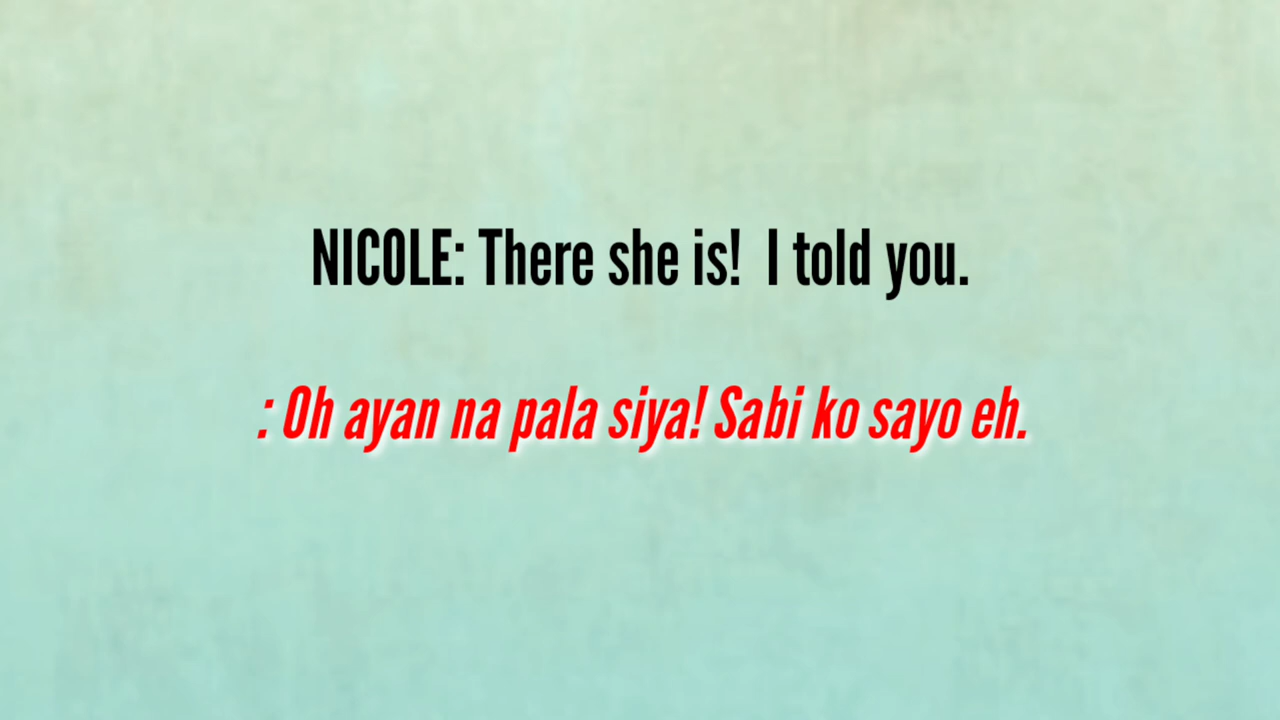 NICOLE: There she is!  I told you.
: Oh ayan na pala siya! Sabi ko sayo eh.